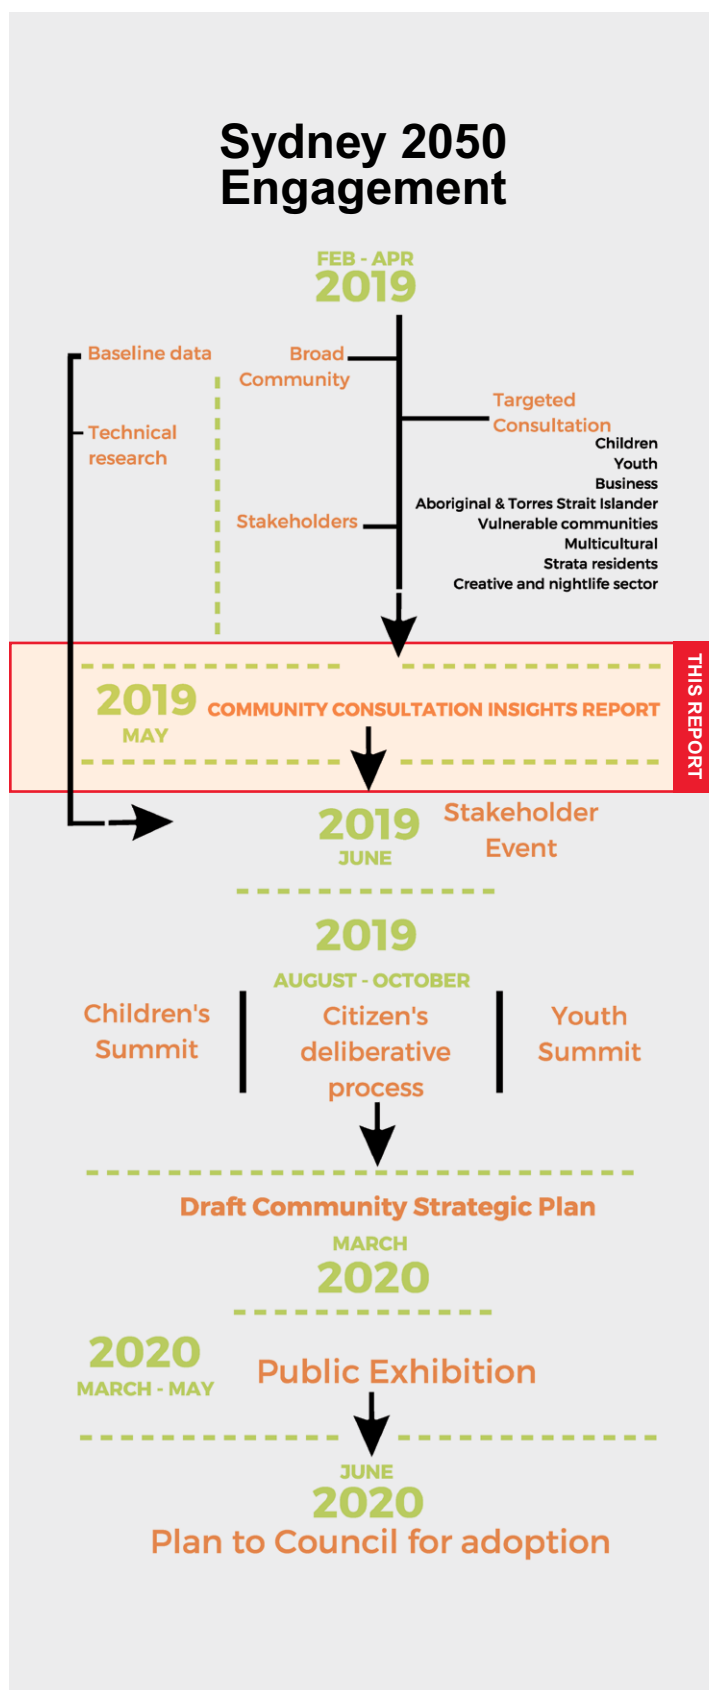 Sydney 2050
Engagement
FEB - APR
2019
Baseline data
Technical
research
Broad
Community
Stakeholders
Targeted
Consultation
Children
Youth
Business
Aboriginal & Torres Strait Islander
Vulnerable communities
Multicultural
Strata residents
Creative and nightlife sector
2019
MAY
COMMUNITY CONSULTATION INSIGHTS REPORT
THIS REPORT
2019
JUNE
Stakeholder
Event
2019
AUGUST - OCTOBER
Children's
Summit
Citizen's
deliberative
process
Youth
Summit
Draft Community Strategic Plan
MARCH
2020
2020
MARCH - MAY
Public Exhibition
JUNE
2020
Plan to Council for adoption